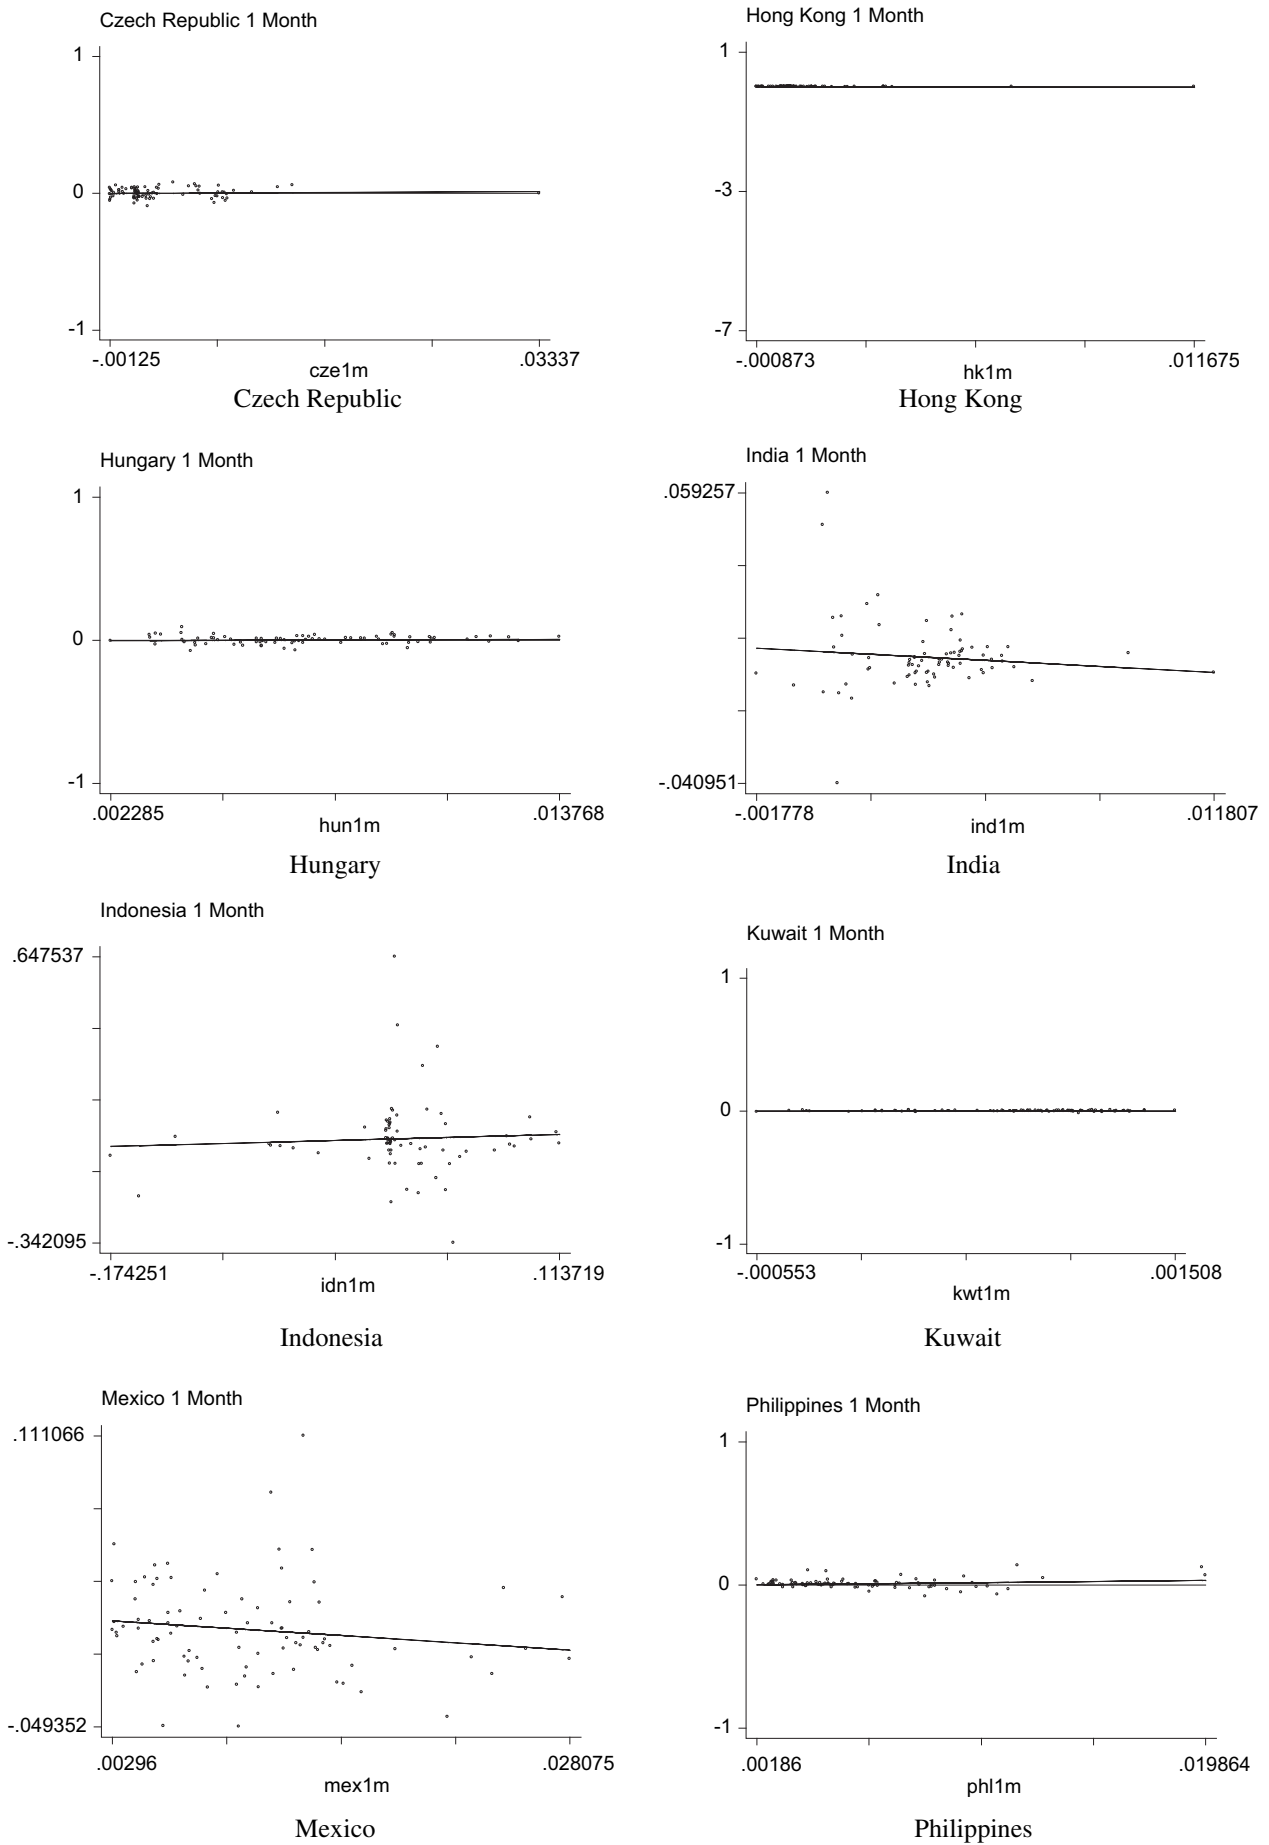 Czech Republic 1 Month
1
0
-1
-.00125
.03337
cze1m
Czech Republic
Hong Kong 1 Month
1
-3
-7
-.000873
.011675
hk1m
Hong Kong
Hungary 1 Month
1
0
-1
.002285
.013768
hun1m
Hungary
India 1 Month
.059257
-.040951
-.001778
.011807
ind1m
India
Indonesia 1 Month
.647537
-.342095
-.174251
.113719
idn1m
Indonesia
Kuwait 1 Month
1
0
-1
-.000553
.001508
kwt1m
Kuwait
Mexico 1 Month
.111066
-.049352
.00296
.028075
mex1m
Mexico
Philippines 1 Month
1
0
-1
.00186
.019864
phl1m
Philippines